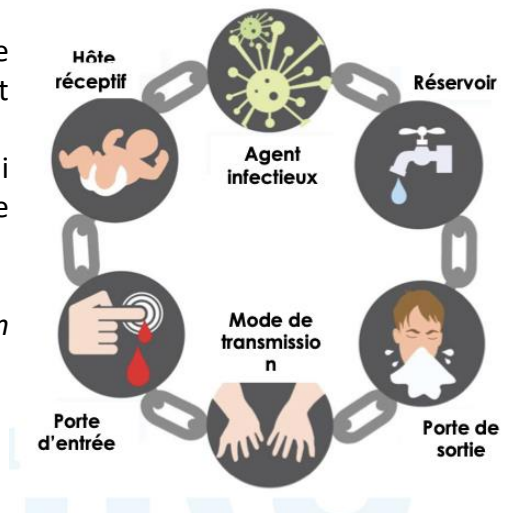 e
t
i
e
n
Hôte
réceptif
Réservoir
Agent
infectieux
Mode de
transmissio
n
Porte
d'entrée
Porte de
sortie